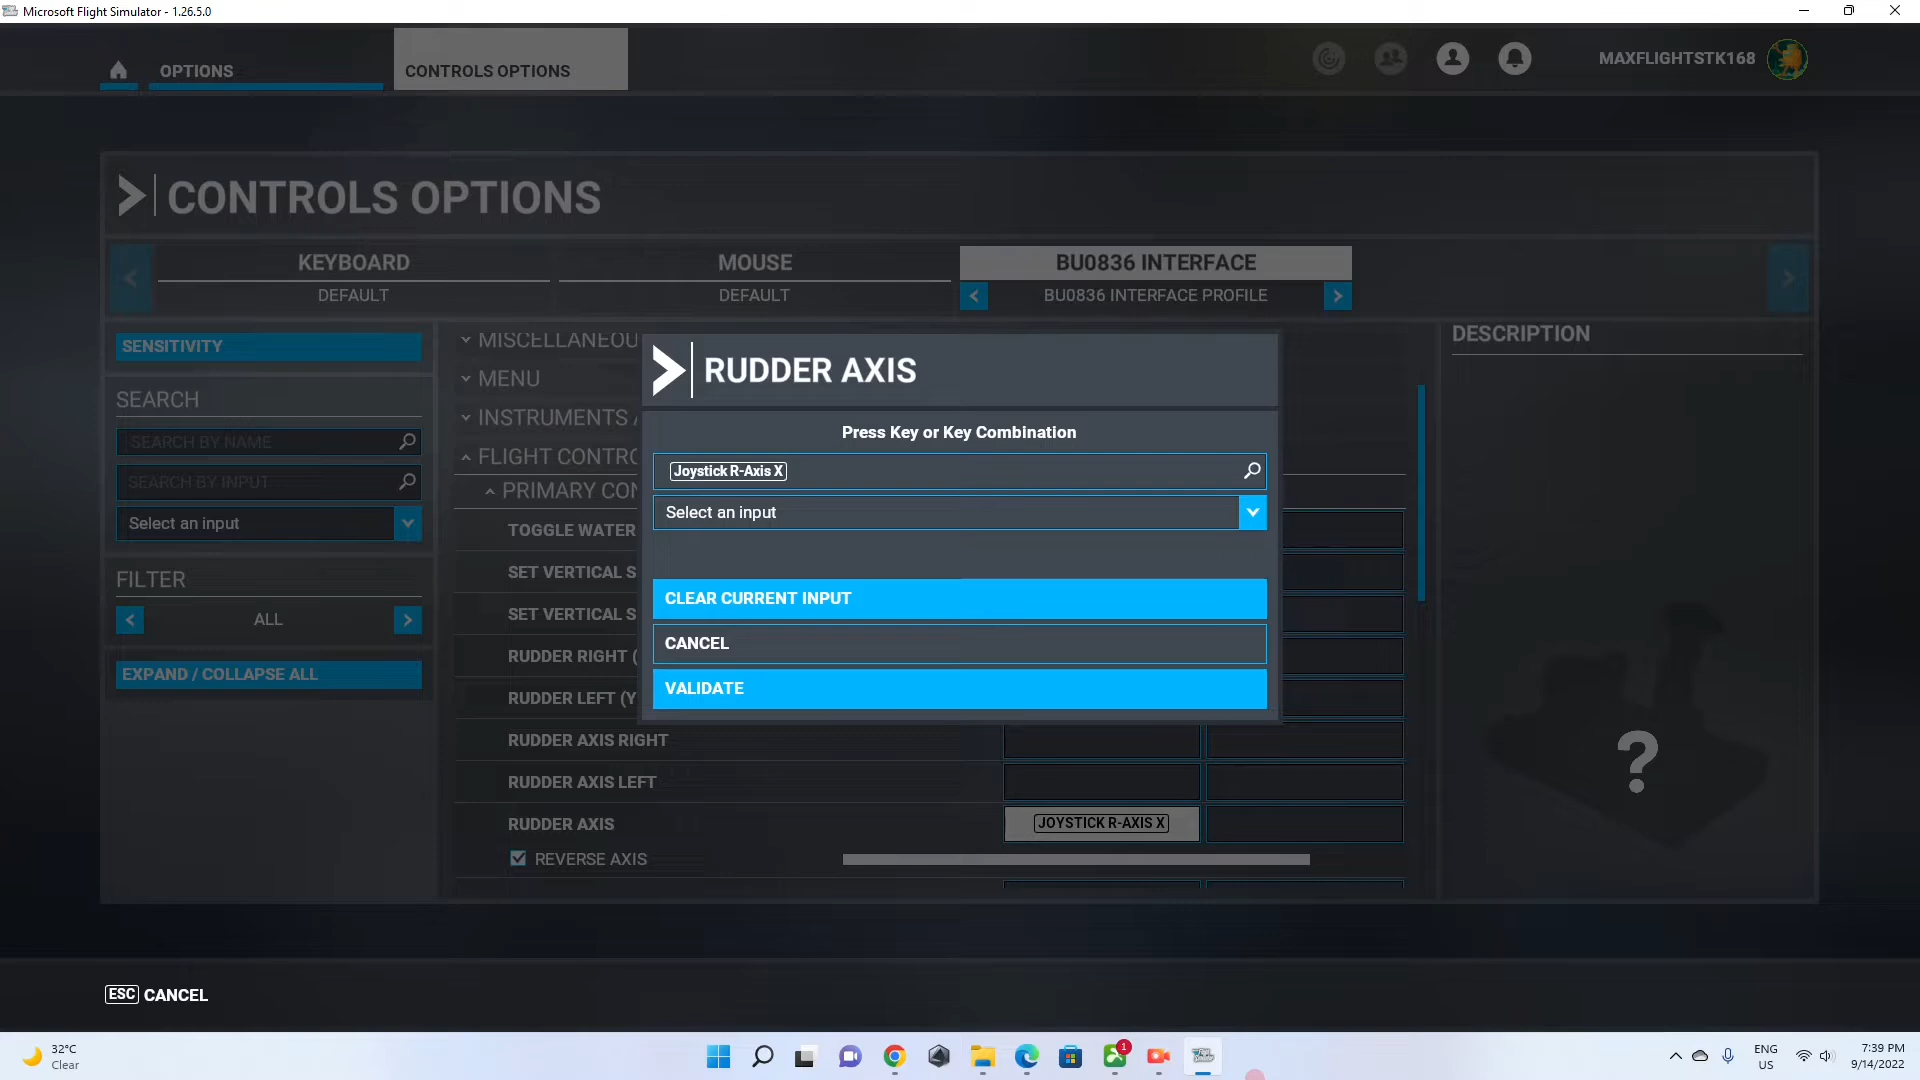 Microsoft Flight Simulator - 1.26.5.0
OPTIONS
CONTROLS OPTIONS
MAXFLIGHTSTK168
CONTROLS OPTIONS
KEYBOARD
DEFAULT
MOUSE
DEFAULT
BU0836 INTERFACE
BU0836 INTERFACE PROFILE
SENSITIVITY
SEARCH
SEARCH BY NAME
SEARCH BY INPUT
Select an input
FILTER
ALL
EXPAND / COLLAPSE ALL
MISCELLANEOU
MENU
INSTRUMENTS A
FLIGHT CONTRO
PRIMARY CON
TOGGLE WATER
SET VERTICAL S
SET VERTICAL S
RUDDER RIGHT (
RUDDER LEFT (Y
RUDDER AXIS RIGHT
RUDDER AXIS LEFT
RUDDER AXIS
JOYSTICK R-AXIS X
REVERSE AXIS
RUDDER AXIS
Press Key or Key Combination
Joystick R-Axis X
Select an input
CLEAR CURRENT INPUT
CANCEL
VALIDATE
DESCRIPTION
?
ESC CANCEL
32°C
Clear
1
ENG
US
7:39 PM
9/14/2022